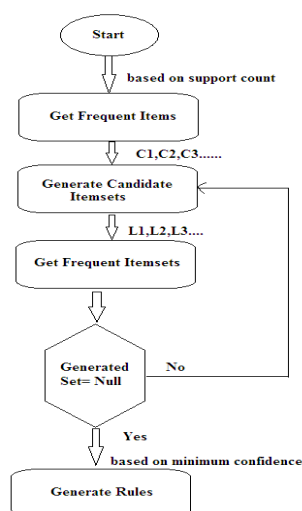 Start
based on support count
Get Frequent Items
C1,C2,C3......
Generate Candidate
Itemsets
L1,L2,L3....
Get Frequent Itemsets
Generated
Set= Null
No
Yes
based on minimum confidence
Generate Rules